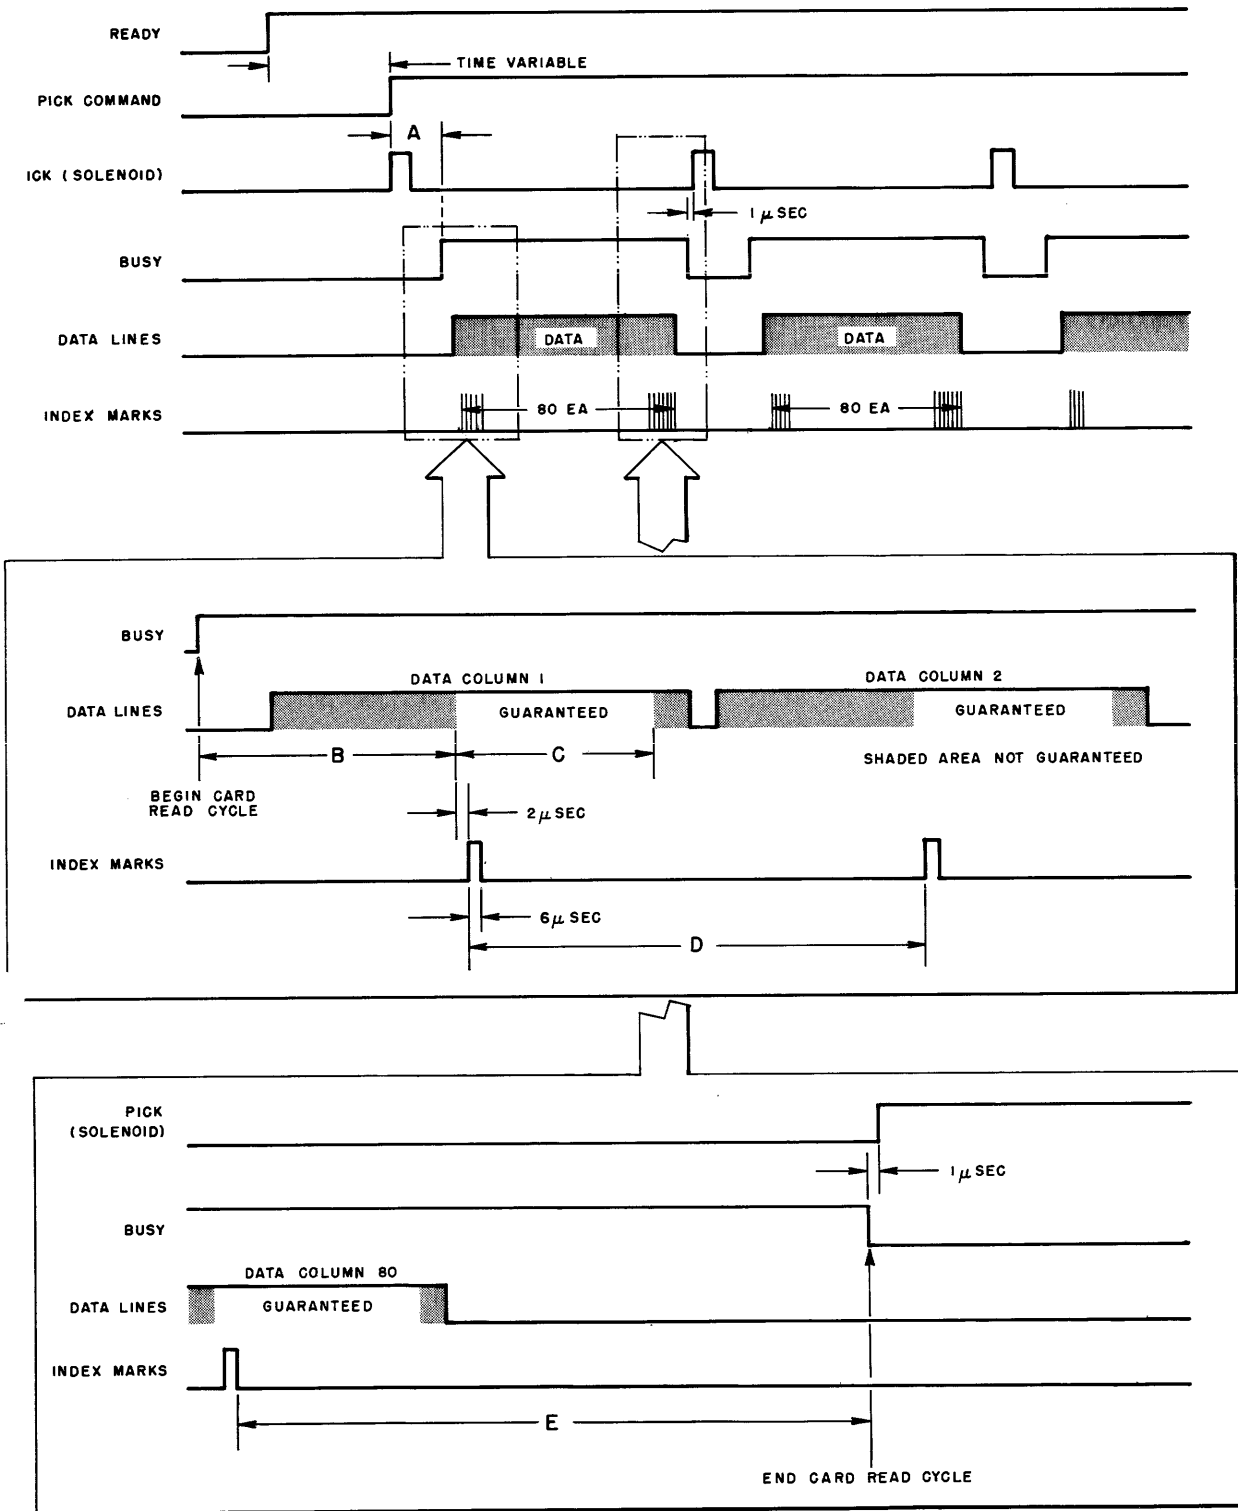 READY
TIME VARIABLE
PICK COMMAND
A
ICK (SOLENOID)
1 μ SEC
BUSY
DATA LINES
DATA
DATA
INDEX MARKS
80 EA
80 EA
BUSY
DATA COLUMN 1
DATA COLUMN 2
DATA LINES
GUARANTEED
GUARANTEED
B
C
SHADED AREA NOT GUARANTEED
BEGIN CARD
READ CYCLE
2 μ SEC
INDEX MARKS
6 μ SEC
D
PICK
(SOLENOID)
1 μ SEC
BUSY
DATA COLUMN 80
DATA LINES
GUARANTEED
INDEX MARKS
E
END CARD READ CYCLE